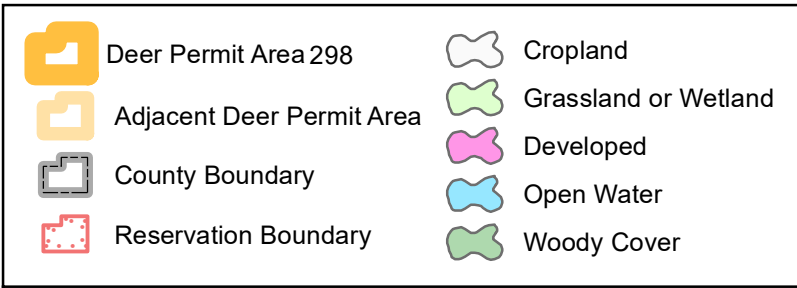 Deer Permit Area 298
Adjacent Deer Permit Area
County Boundary
Reservation Boundary
Cropland
Grassland or Wetland
Developed
Open Water
Woody Cover